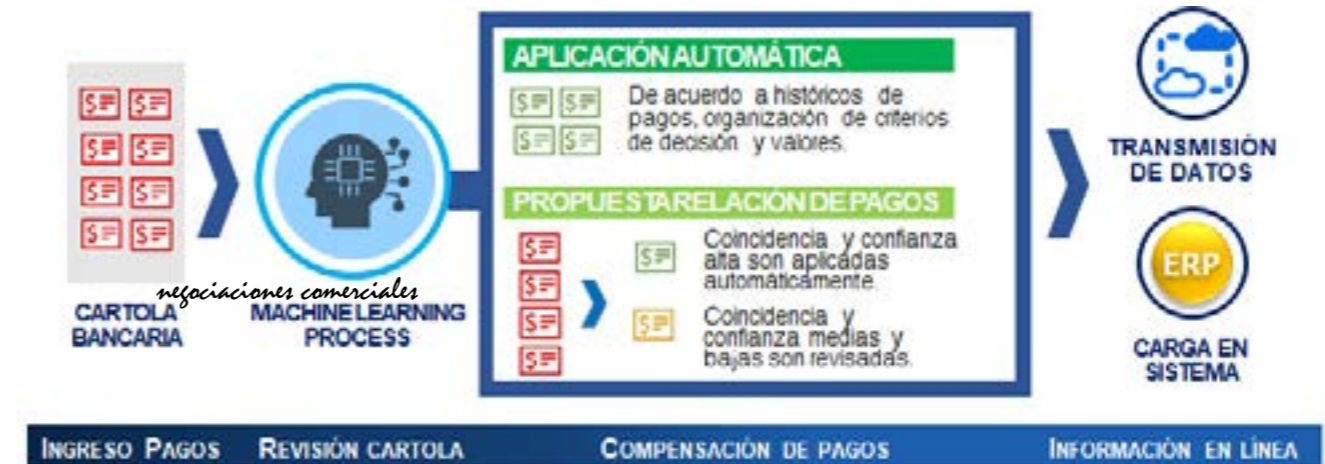 APLICACIÓN AUTOMÁTICA
De acuerdo a históricos de
pagos, organización de criterios
de decisión y valores.
PROPUESTA RELACIÓN DE PAGOS
Coincidencia y confianza
alta son aplicadas
automáticamente.
Coincidencia y
confianza medias y
bajas son revisadas.
negociaciones comerciales
CARTOLA
BANCARIA
MACHINE LEARNING
PROCESS
TRANSMISIÓN
DE DATOS
ERP
CARGA EN
SISTEMA
INGRESO PAGOS
REVISIÓN CARTOLA
COMPENSACIÓN DE PAGOS
INFORMACIÓN EN LÍNEA